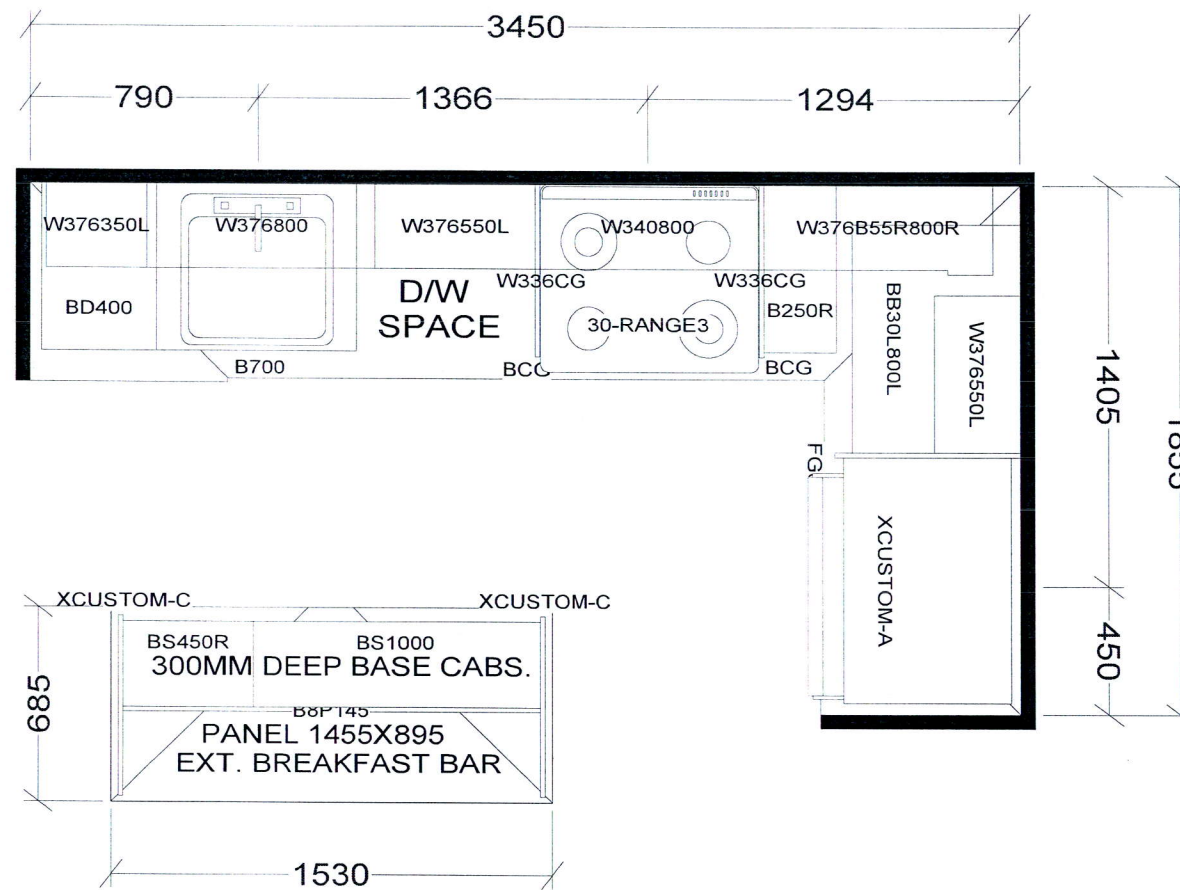 3450
790
1366
1294
W376350L
W376800
W376550L
W340800
W376B55R800R
W336CG
W336CG
D/W
SPACE
BD400
30-RANGE3
B250R
BB30L800L
W376550L
B700
BCG
BCG
1405
1855
FG
XCUSTOM-A
450
XCUSTOM-C
XCUSTOM-C
BS450R
BS1000
300MM DEEP BASE CABS.
685
B8P145
PANEL 1455X895
EXT. BREAKFAST BAR
1530